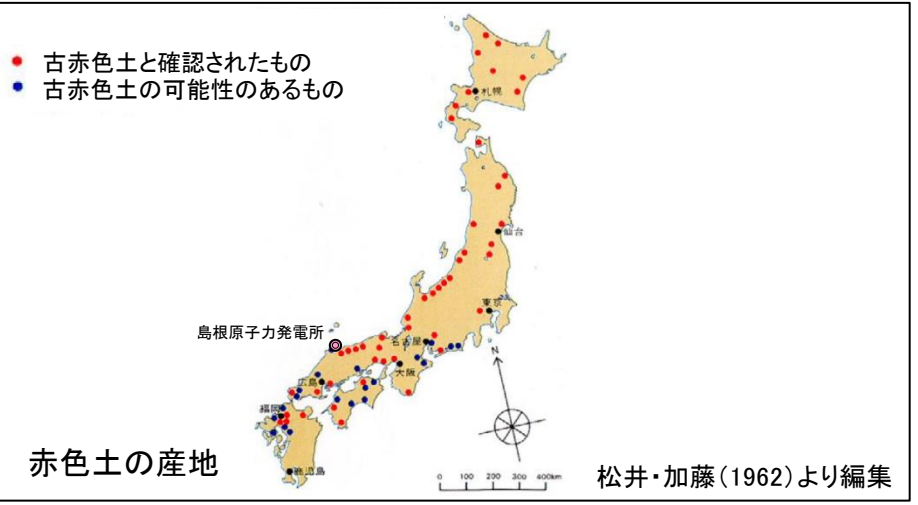 古赤色土と確認されたもの
古赤色土の可能性のあるもの
札幌
仙台
東京
島根原子力発電所
名古屋
大阪
広島
福岡
鹿児島
N
0 100 200 300 400km
赤色土の産地
松井・加藤（1962）より編集